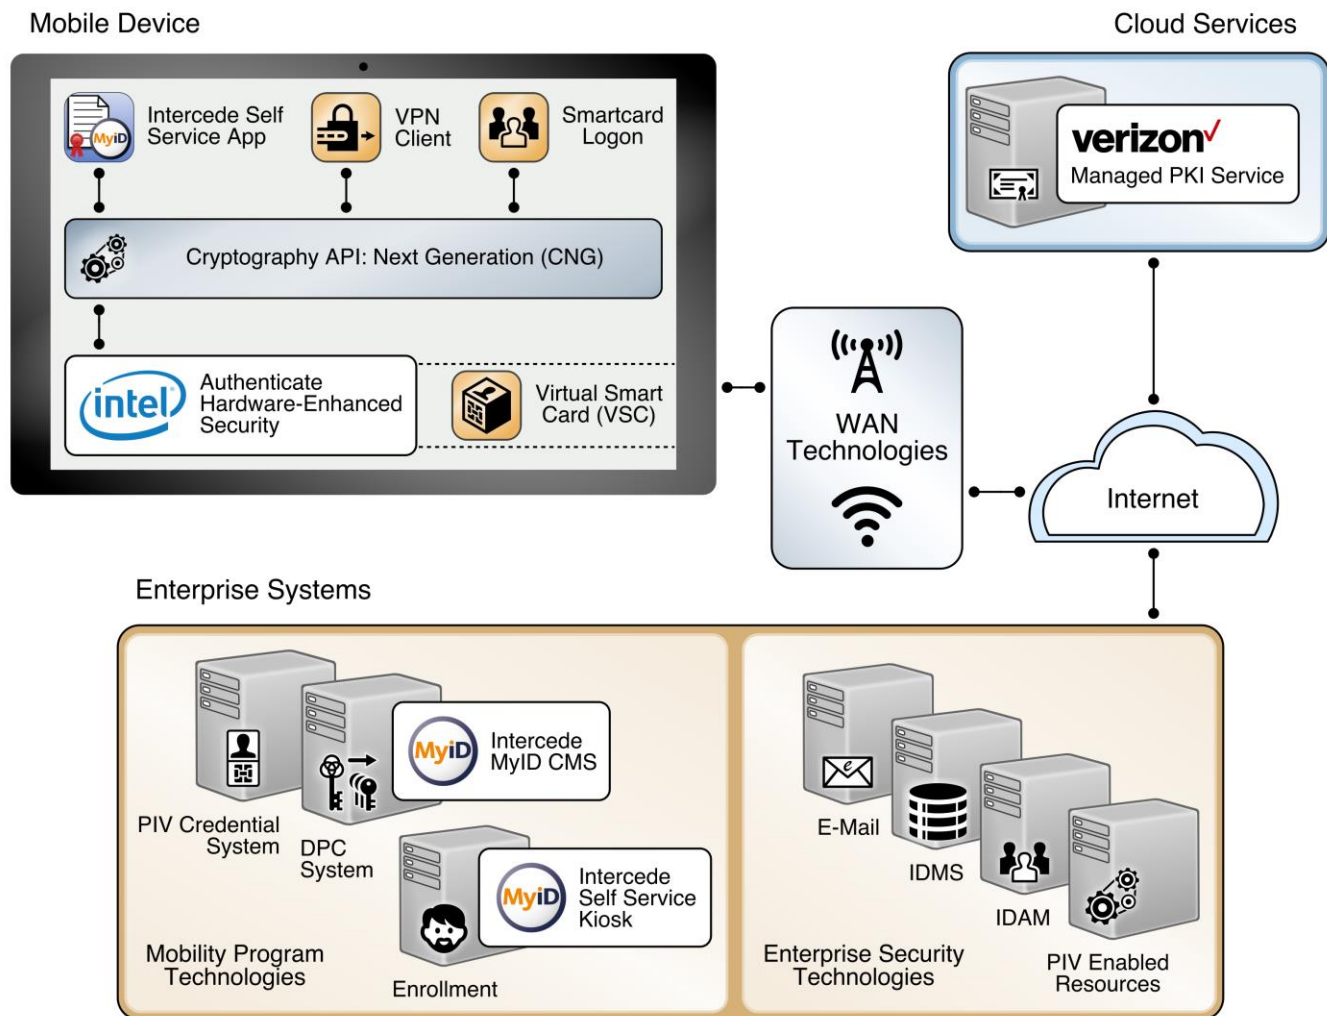 Mobile Device
Cloud Services
MyiD
Intercede Self
Service App
VPN
Client
Smartcard
Logon
verizon
Managed PKI Service
Cryptography API: Next Generation (CNG)
intel
Authenticate
Hardware-Enhanced
Security
Virtual Smart
Card (VSC)
WAN
Technologies
Internet
Enterprise Systems
PIV Credential
System
DPC
System
MyiD
Intercede
MyID CMS
MyiD
Intercede
Self Service
Kiosk
Enrollment
Mobility Program
Technologies
e
E-Mail
IDMS
IDAM
PIV Enabled
Resources
Enterprise Security
Technologies